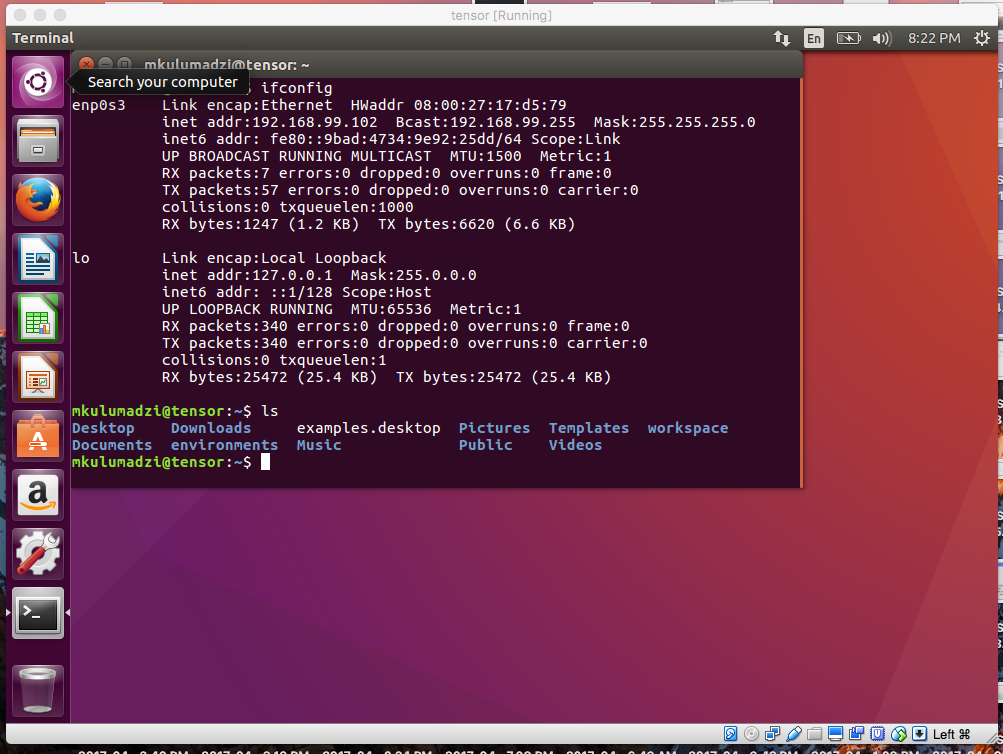 tensor [Running]
Terminal En 8:22 PM
mkulumadzi@tensor: ~
Search your computer
ifconfig
enp0s3 Link encap:Ethernet HWaddr 08:00:27:17:d5:79
inet addr:192.168.99.102 Bcast:192.168.99.255 Mask:255.255.255.0
inet6 addr: fe80::9bad:4734:9e92:25dd/64 Scope:Link
UP BROADCAST RUNNING MULTICAST MTU:1500 Metric:1
RX packets:7 errors:0 dropped:0 overruns:0 frame:0
TX packets:57 errors:0 dropped:0 overruns:0 carrier:0
collisions:0 txqueuelen:1000
RX bytes:1247 (1.2 KB) TX bytes:6620 (6.6 KB)
lo Link encap:Local Loopback
inet addr:127.0.0.1 Mask:255.0.0.0
inet6 addr: ::1/128 Scope:Host
UP LOOPBACK RUNNING MTU:65536 Metric:1
RX packets:340 errors:0 dropped:0 overruns:0 frame:0
TX packets:340 errors:0 dropped:0 overruns:0 carrier:0
collisions:0 txqueuelen:1
RX bytes:25472 (25.4 KB) TX bytes:25472 (25.4 KB)
mkulumadzi@tensor:~$ ls
Desktop Downloads examples.desktop Pictures Templates workspace
Documents environments Music Public Videos
mkulumadzi@tensor:~$
Left ⌘